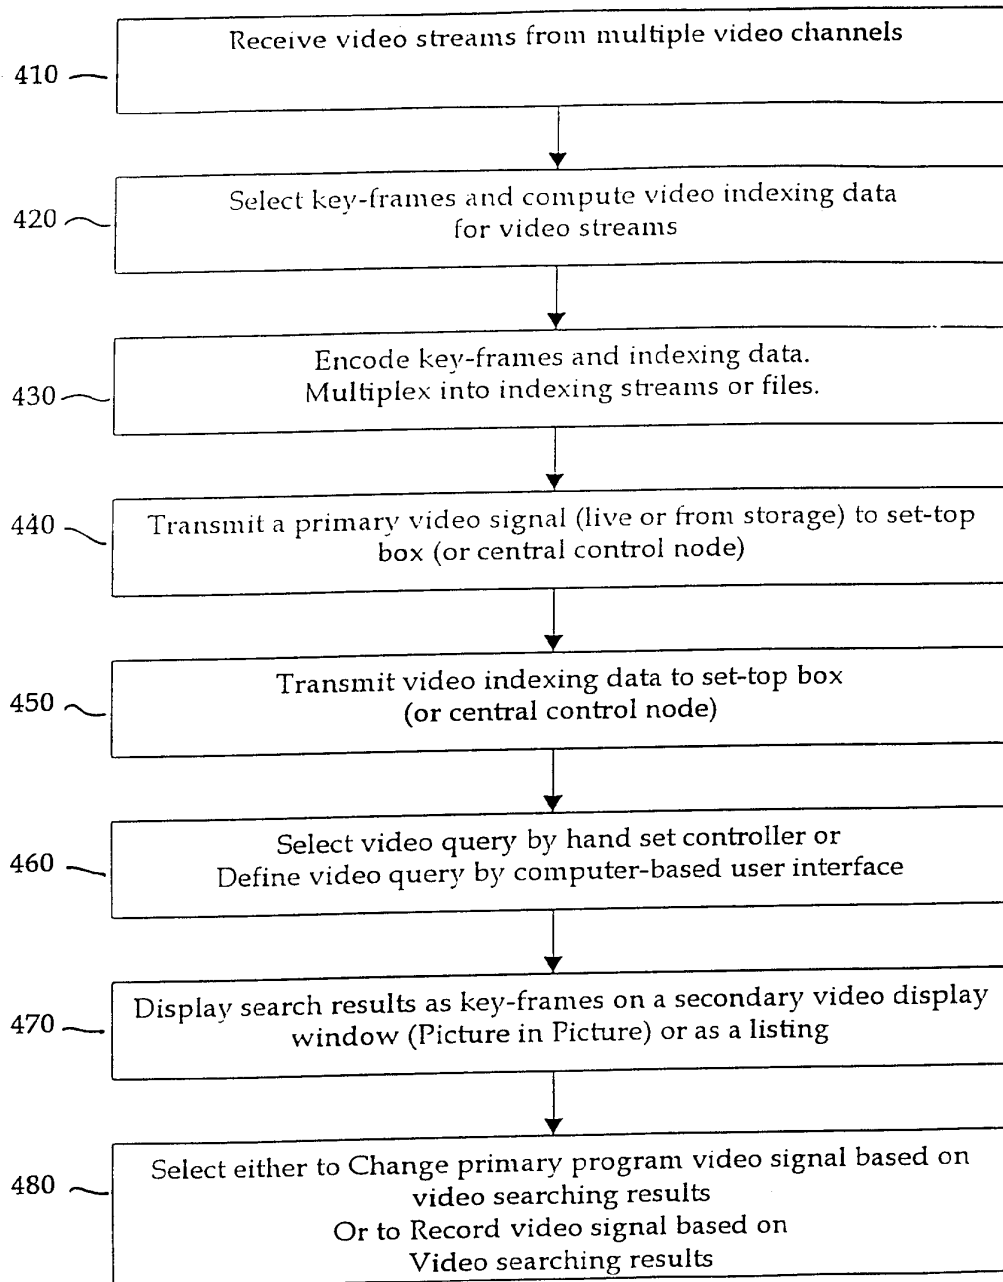 Receive video streams from multiple video channels
410
Select key-frames and compute video indexing data
for video streams
420
Encode key-frames and indexing data.
Multiplex into indexing streams or files.
430
Transmit a primary video signal (live or from storage) to set-top
box (or central control node)
440
Transmit video indexing data to set-top box
(or central control node)
450
Select video query by hand set controller or
Define video query by computer-based user interface
460
Display search results as key-frames on a secondary video display
window (Picture in Picture) or as a listing
470
Select either to Change primary program video signal based on
video searching results
Or to Record video signal based on
Video searching results
480